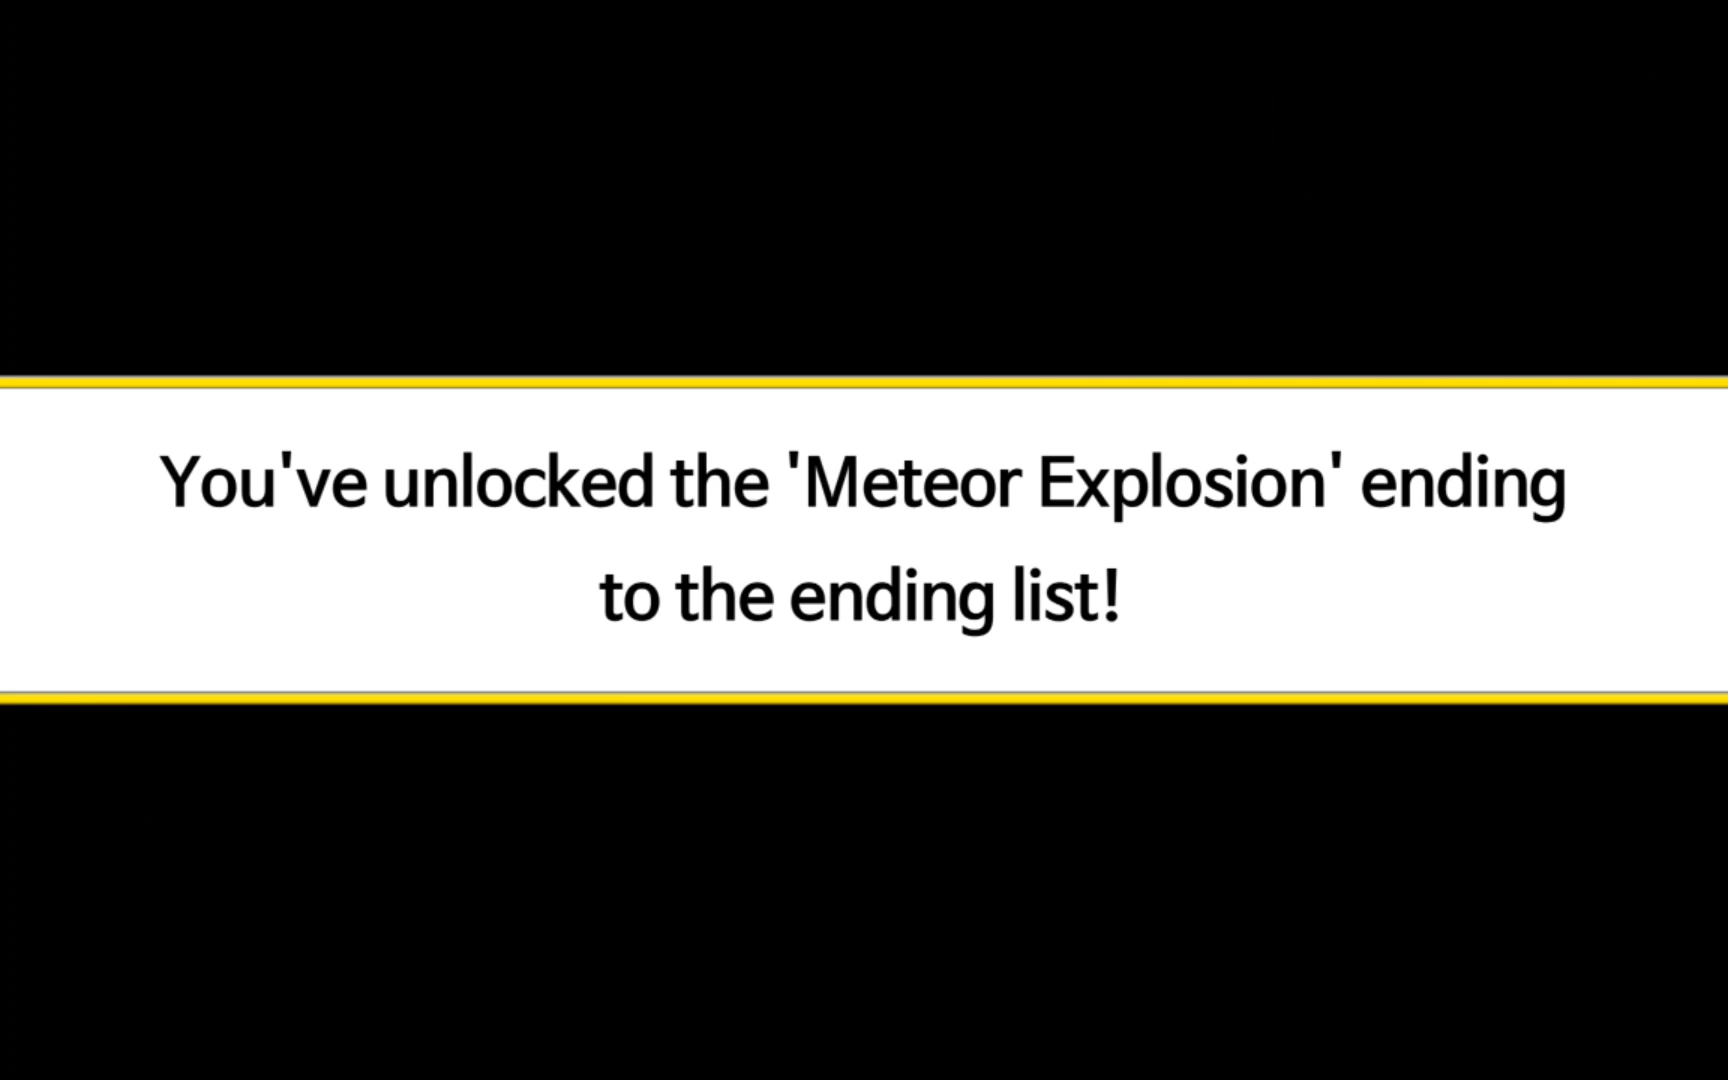 You've unlocked the 'Meteor Explosion' ending
to the ending list!